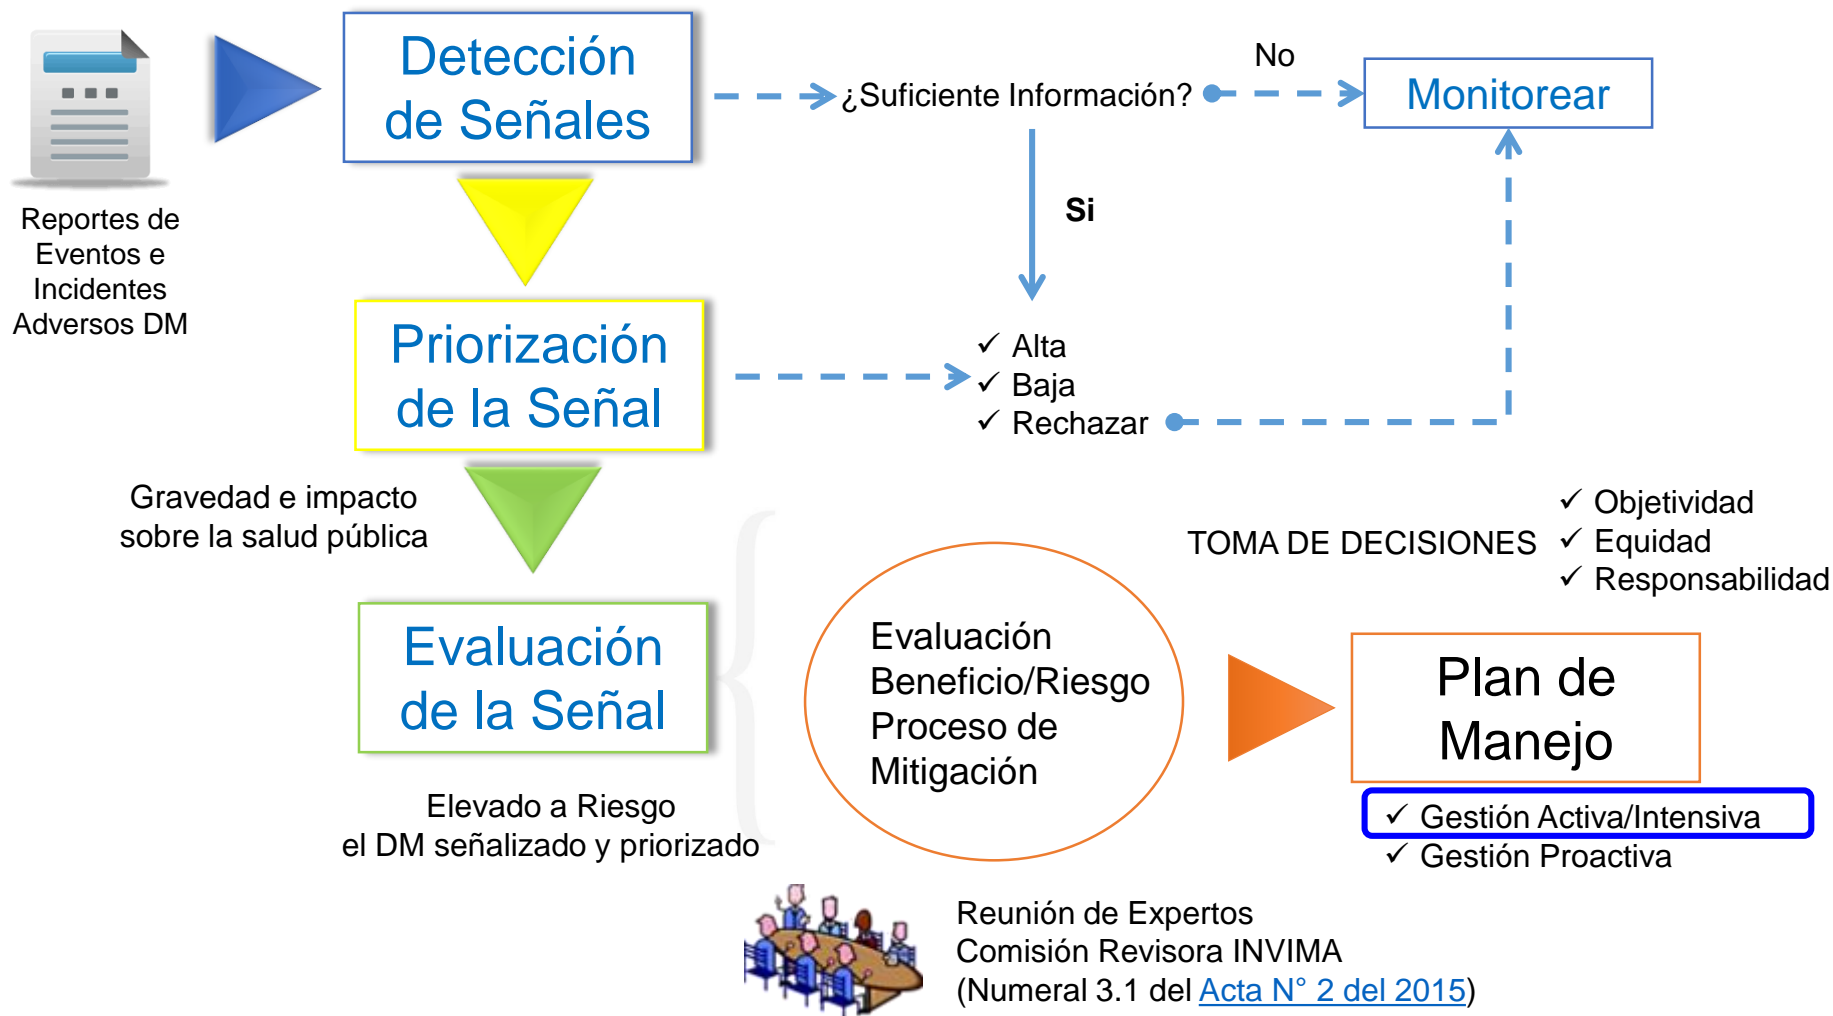 Detección
de Señales
¿Suficiente Información?
No
Monitorear
Si
Reportes de
Eventos e
Incidentes
Adversos DM
Priorización
de la Señal
✓ Alta
✓ Baja
✓ Rechazar
Gravedad e impacto
sobre la salud pública
TOMA DE DECISIONES
✓ Objetividad
✓ Equidad
✓ Responsabilidad
Evaluación
de la Señal
Evaluación
Beneficio/Riesgo
Proceso de
Mitigación
Plan de
Manejo
✓ Gestión Activa/Intensiva
✓ Gestión Proactiva
Elevado a Riesgo
el DM señalizado y priorizado
Reunión de Expertos
Comisión Revisora INVIMA
(Numeral 3.1 del Acta N° 2 del 2015)